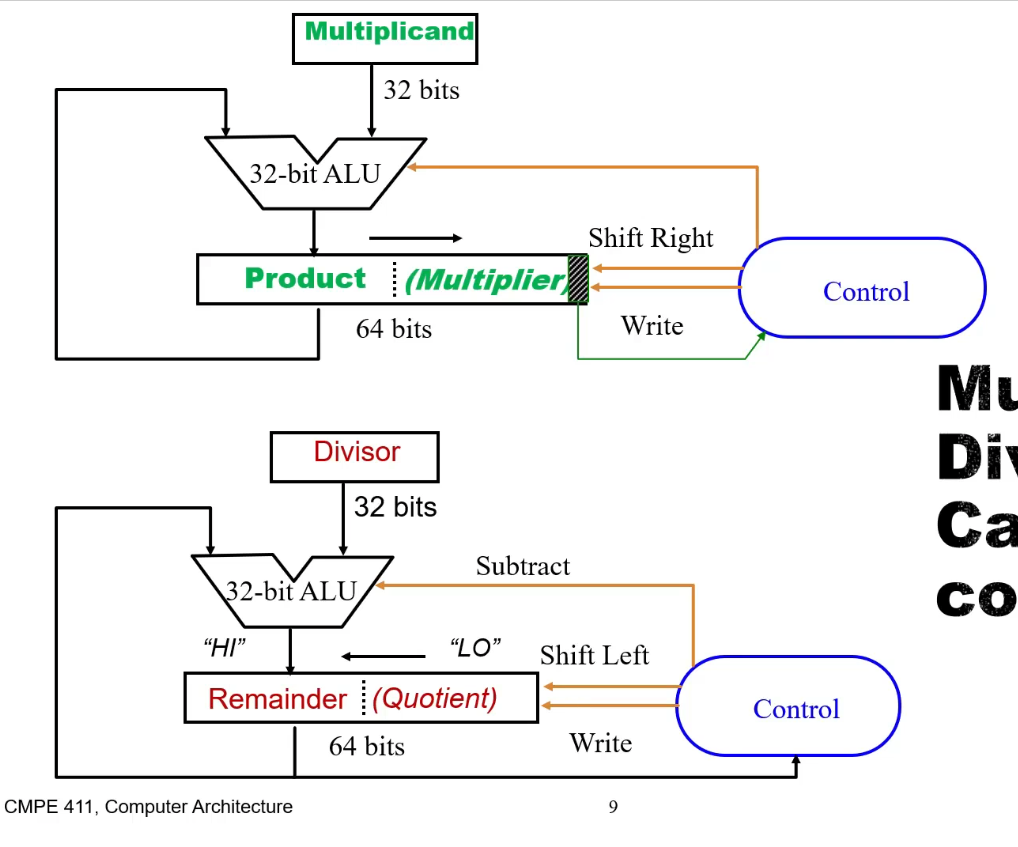 Multiplicand
32 bits
32-bit ALU
Shift Right
Product (Multiplier)
Control
64 bits
Write
Divisor
32 bits
Subtract
32-bit ALU
“HI”
“LO”
Shift Left
Remainder (Quotient)
Control
64 bits
Write
Mu
Div
Ca
co
CMPE 411, Computer Architecture
9